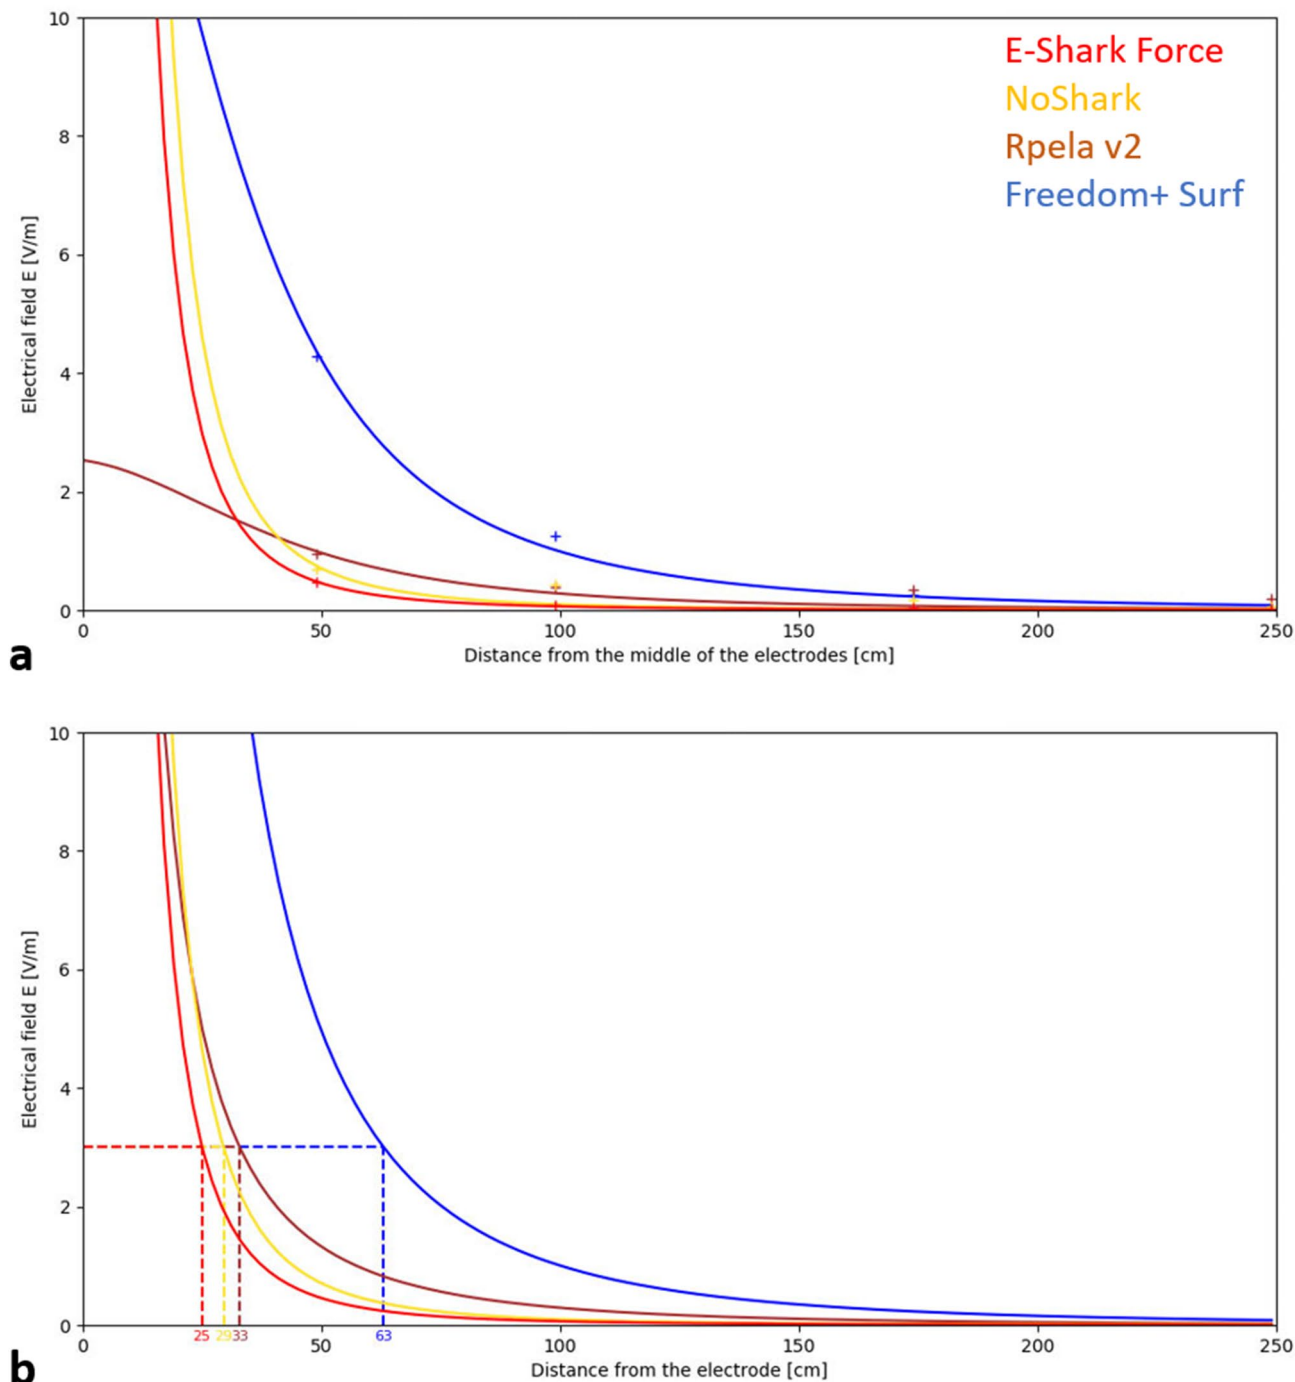 10
8
6
4
2
0
Electrical field E [V/m]
E-Shark Force
NoShark
Rpela v2
Freedom+ Surf
0 50 100 150 200 250
Distance from the middle of the electrodes [cm]
a
10
8
6
4
2
0
Electrical field E [V/m]
25 29 33 63
0 50 100 150 200 250
Distance from the electrode [cm]
b